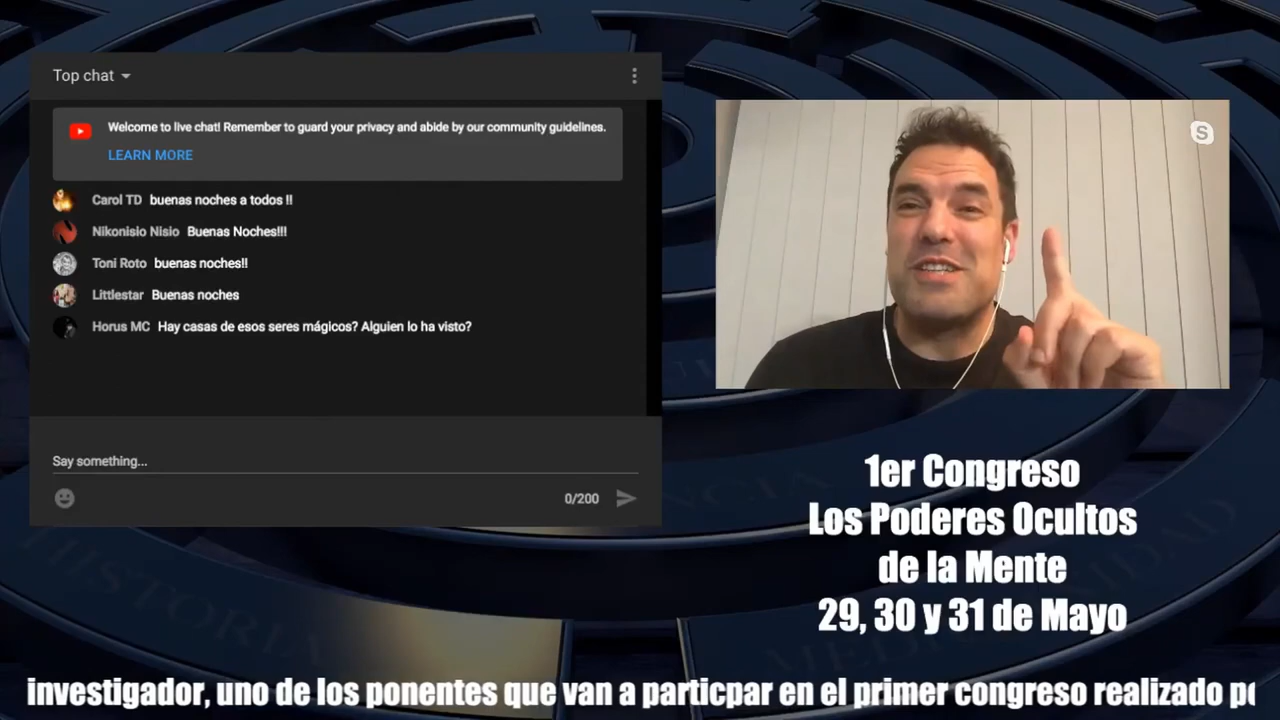 Top chat
Welcome to live chat! Remember to guard your privacy and abide by our community guidelines.
LEARN MORE
Carol TD buenas noches a todos !!
Nikonisio Nisio Buenas Noches!!!
Toni Roto buenas noches!!
Littlestar Buenas noches
Horus MC Hay casas de esos seres mágicos? Alguien lo ha visto?
Say something...
0/200
S
1er Congreso
Los Poderes Ocultos
de la Mente
29, 30 y 31 de Mayo
HISTORIA
investigador, uno de los ponentes que van a particpar en el primer congreso realizado